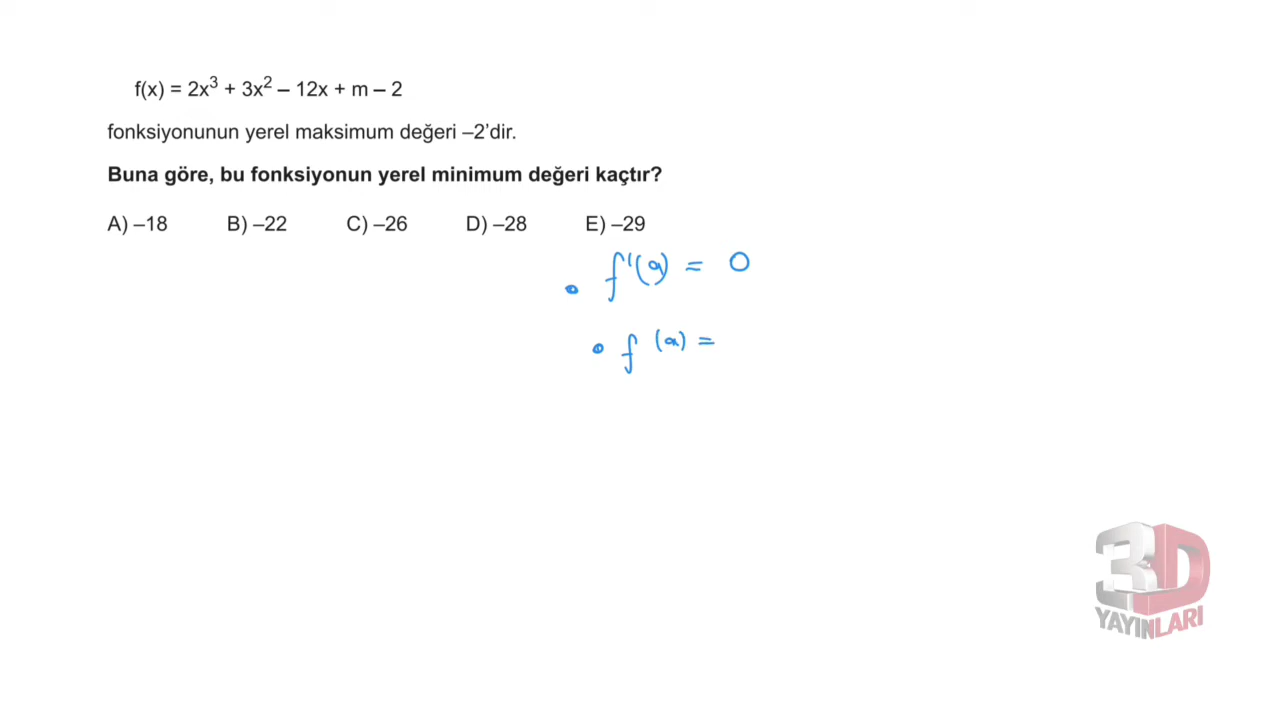 f(x) = 2x³ + 3x² – 12x + m – 2
fonksiyonunun yerel maksimum değeri –2'dir.
Buna göre, bu fonksiyonun yerel minimum değeri kaçtır?
A) –18 B) –22 C) –26 D) –28 E) –29
• f'(a) = 0
• f (a) =
3D
YAYINLARI